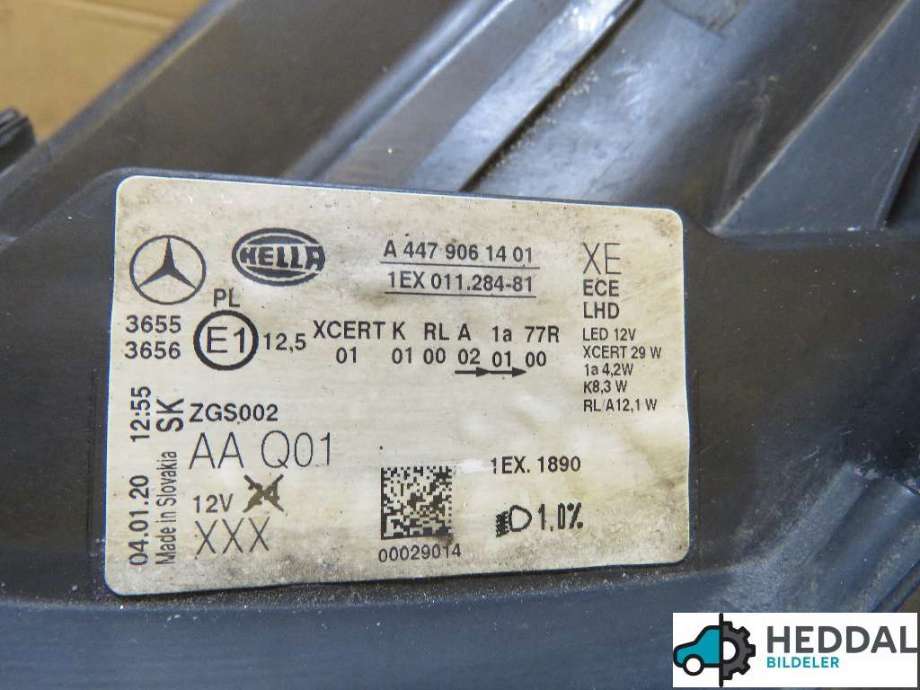 HELLA
A 447 906 14 01
1EX 011.284-81
XE
ECE
LHD
LED 12V
XCERT 29 W
1a 4,2W
K8,3 W
RL/A12,1 W
PL
3655
3656
E1
12,5
XCERT K RL A 1a 77R
01 01 00 02 01 00
04.01.20 12:55
Made in Slovakia SK
ZGS002
AA Q01
12V 24
XXX
00029014
1EX. 1890
1,0%
HEDDAL
BILDELER